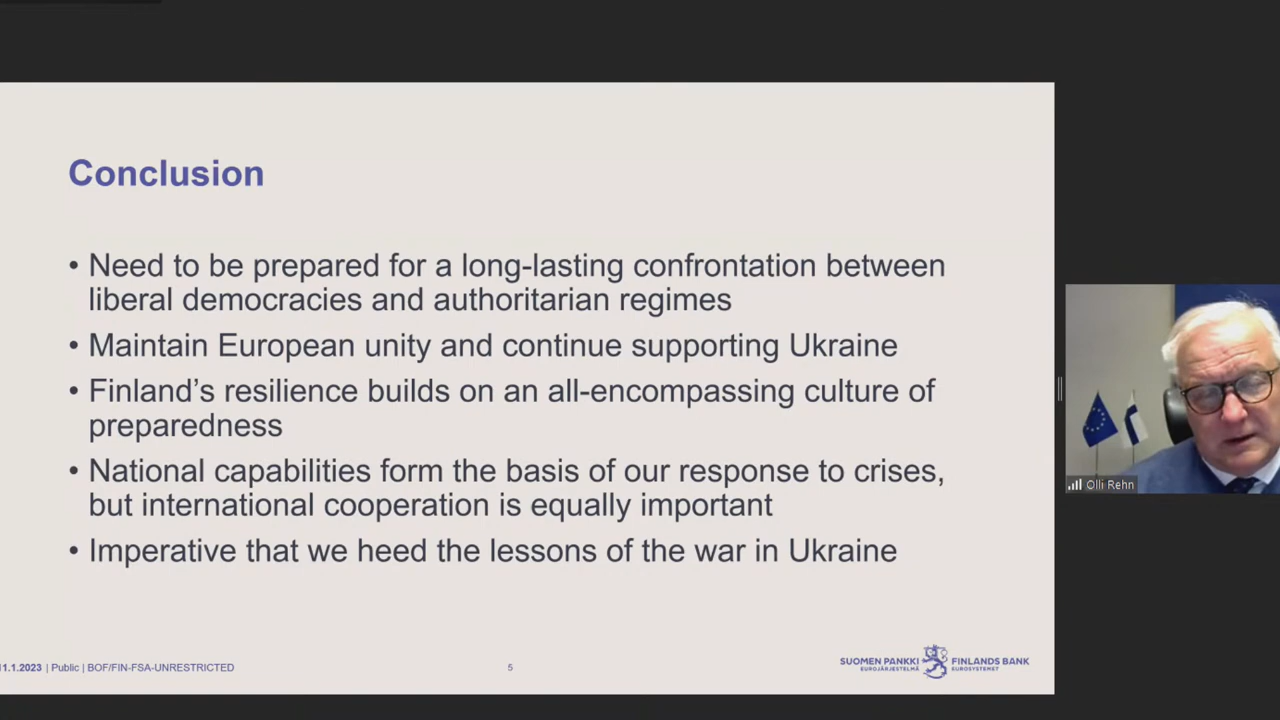 Conclusion
• Need to be prepared for a long-lasting confrontation between
liberal democracies and authoritarian regimes
• Maintain European unity and continue supporting Ukraine
• Finland’s resilience builds on an all-encompassing culture of
preparedness
• National capabilities form the basis of our response to crises,
but international cooperation is equally important
• Imperative that we heed the lessons of the war in Ukraine
Olli Rehn
11.1.2023 | Public | BOF/FIN-FSA-UNRESTRICTED
5
SUOMEN PANKKI FINLANDS BANK
EUROJÄRJESTELMÄ EUROSYSTEMET